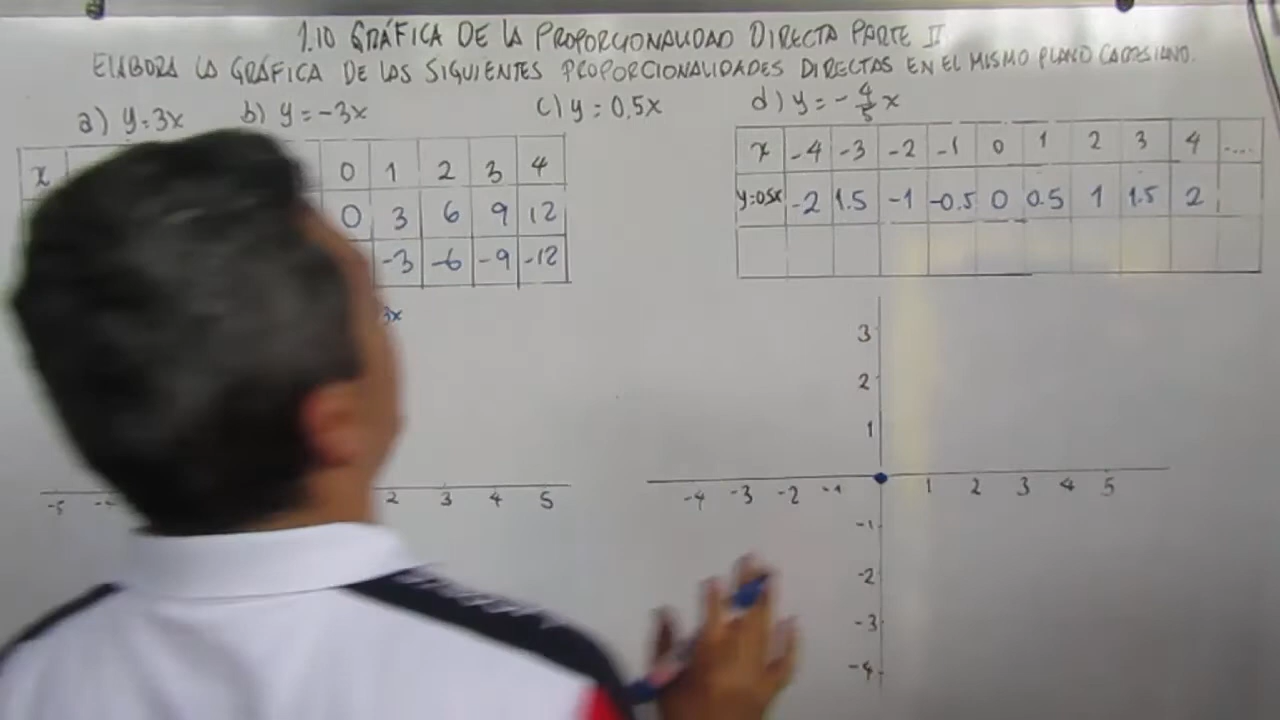 1.10 GRÁFICA DE LA PROPORCIONALIDAD DIRECTA PARTE II
ELABORA LA GRÁFICA DE LAS SIGUIENTES PROPORCIONALIDADES DIRECTAS EN EL MISMO PLANO CARTESIANO.
a) y=3x b) y=-3x c) y=0.5x d) y=-4/5x
x 0 1 2 3 4
0 3 6 9 12
-3 -6 -9 -12
3x
2 3 4 5
x -4 -3 -2 -1 0 1 2 3 4 ....
y=0.5x -2 1.5 -1 -0.5 0 0.5 1 1.5 2
3
2
1
-4 -3 -2 -1 1 2 3 4 5
-1
-2
-3
-4